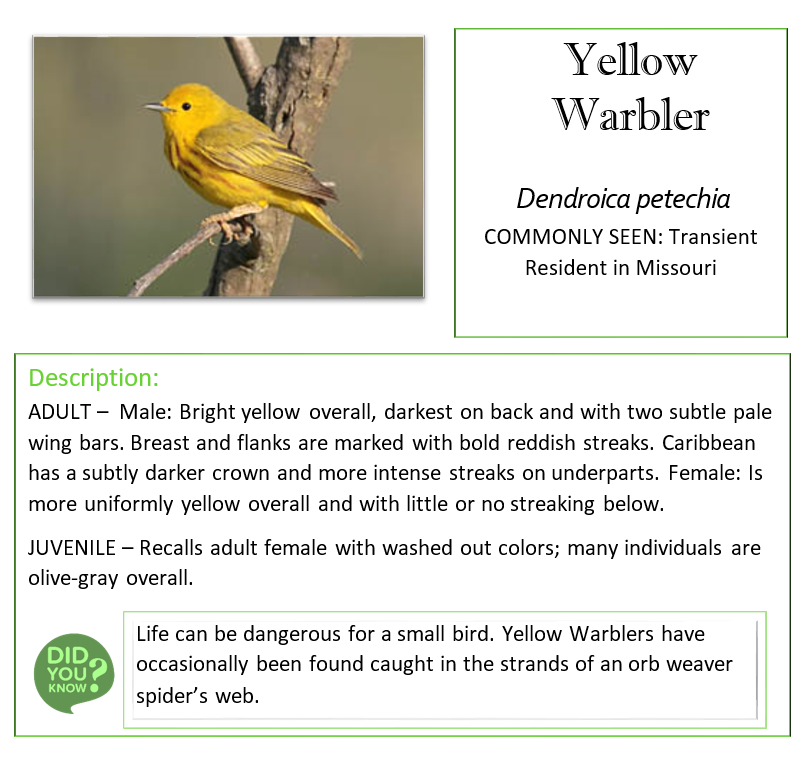 Yellow
Warbler
Dendroica petechia
COMMONLY SEEN: Transient
Resident in Missouri
Description:
ADULT – Male: Bright yellow overall, darkest on back and with two subtle pale
wing bars. Breast and flanks are marked with bold reddish streaks. Caribbean
has a subtly darker crown and more intense streaks on underparts. Female: Is
more uniformly yellow overall and with little or no streaking below.
JUVENILE – Recalls adult female with washed out colors; many individuals are
olive-gray overall.
DID
YOU
KNOW?
Life can be dangerous for a small bird. Yellow Warblers have
occasionally been found caught in the strands of an orb weaver
spider’s web.